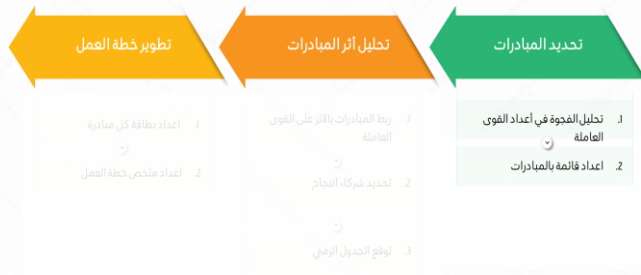 تحديد المبادرات
1. تحليل الفجوة في أعداد القوى
العاملة
2. اعداد قائمة بالمبادرات
تحليل أثر المبادرات
1. ربط المبادرات بالأثر على القوى
العاملة
2. تحديد شركاء النجاح
3. توقع الجدول الزمني
تطوير خطة العمل
1. اعداد بطاقة كل مبادرة
2. اعداد ملخص خطة العمل